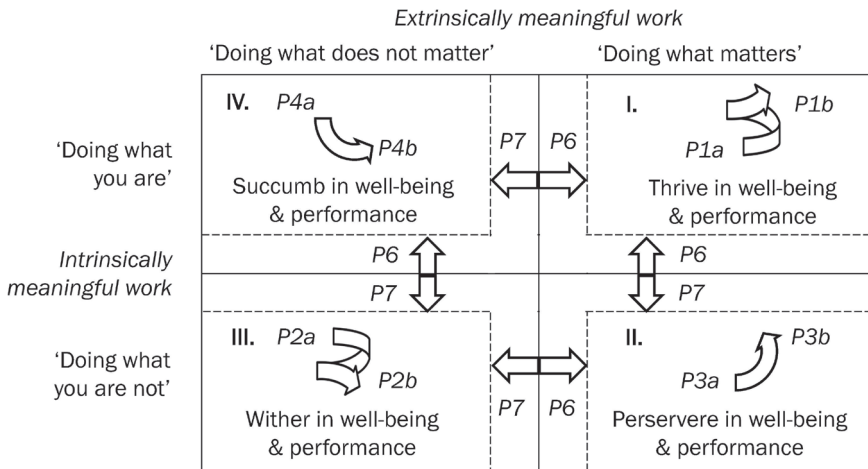 Extrinsically meaningful work
‘Doing what does not matter’ ‘Doing what matters’
IV. P4a
P4b
Succumb in well-being
& performance
P7 P6
I.
P1b
P1a
Thrive in well-being
& performance
‘Doing what
you are’
Intrinsically
meaningful work
P6
P7
P6
P7
‘Doing what
you are not’
III. P2a
P2b
Wither in well-being
& performance
P7 P6
II.
P3b
P3a
Perservere in well-being
& performance